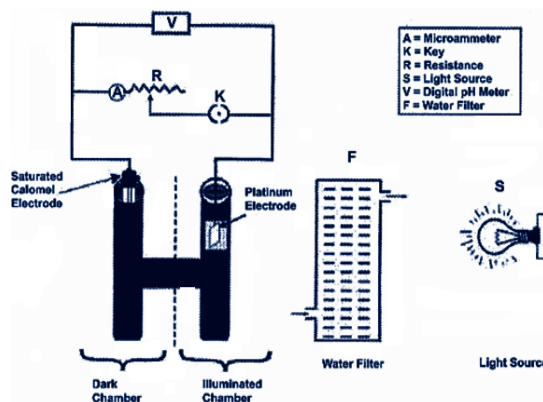 V
A = Microammeter
K = Key
R = Resistance
S = Light Source
V = Digital pH Meter
F = Water Filter
R
A
K
Saturated
Calomel
Electrode
Platinum
Electrode
F
S
Water Filter
Light Source
Dark
Chamber
Illuminated
Chamber